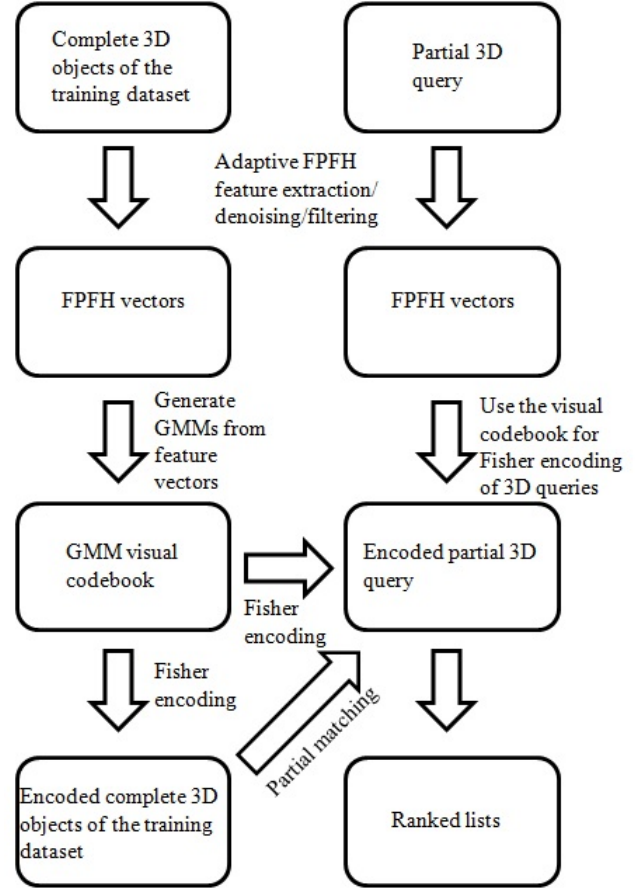 Complete 3D
objects of the
training dataset
Partial 3D
query
Adaptive FPFH
feature extraction/
denoising/filtering
FPFH vectors
FPFH vectors
Generate
GMMs from
feature
vectors
Use the visual
codebook for
Fisher encoding
of 3D queries
GMM visual
codebook
Encoded partial 3D
query
Fisher
encoding
Fisher
encoding
Partial matching
Encoded complete 3D
objects of the training
dataset
Ranked lists